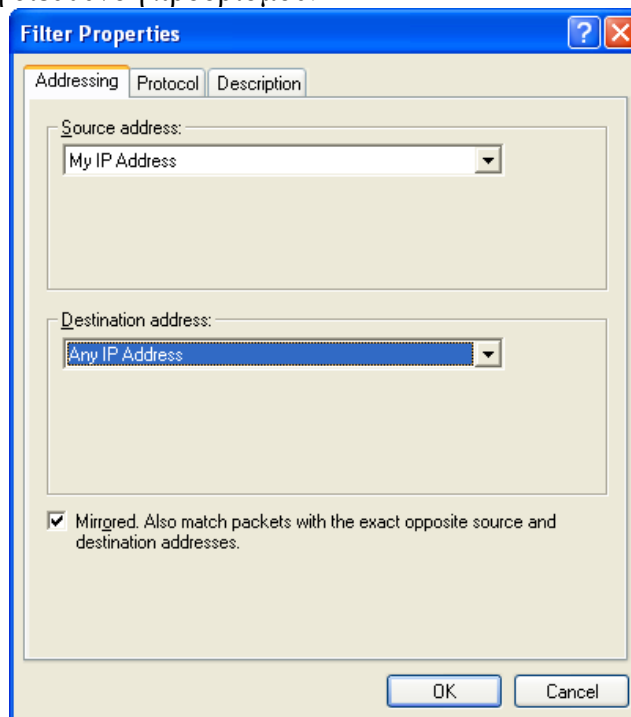 Filter Properties
Addressing Protocol Description
Source address:
My IP Address
Destination address:
Any IP Address
Mirrored. Also match packets with the exact opposite source and
destination addresses.
OK Cancel